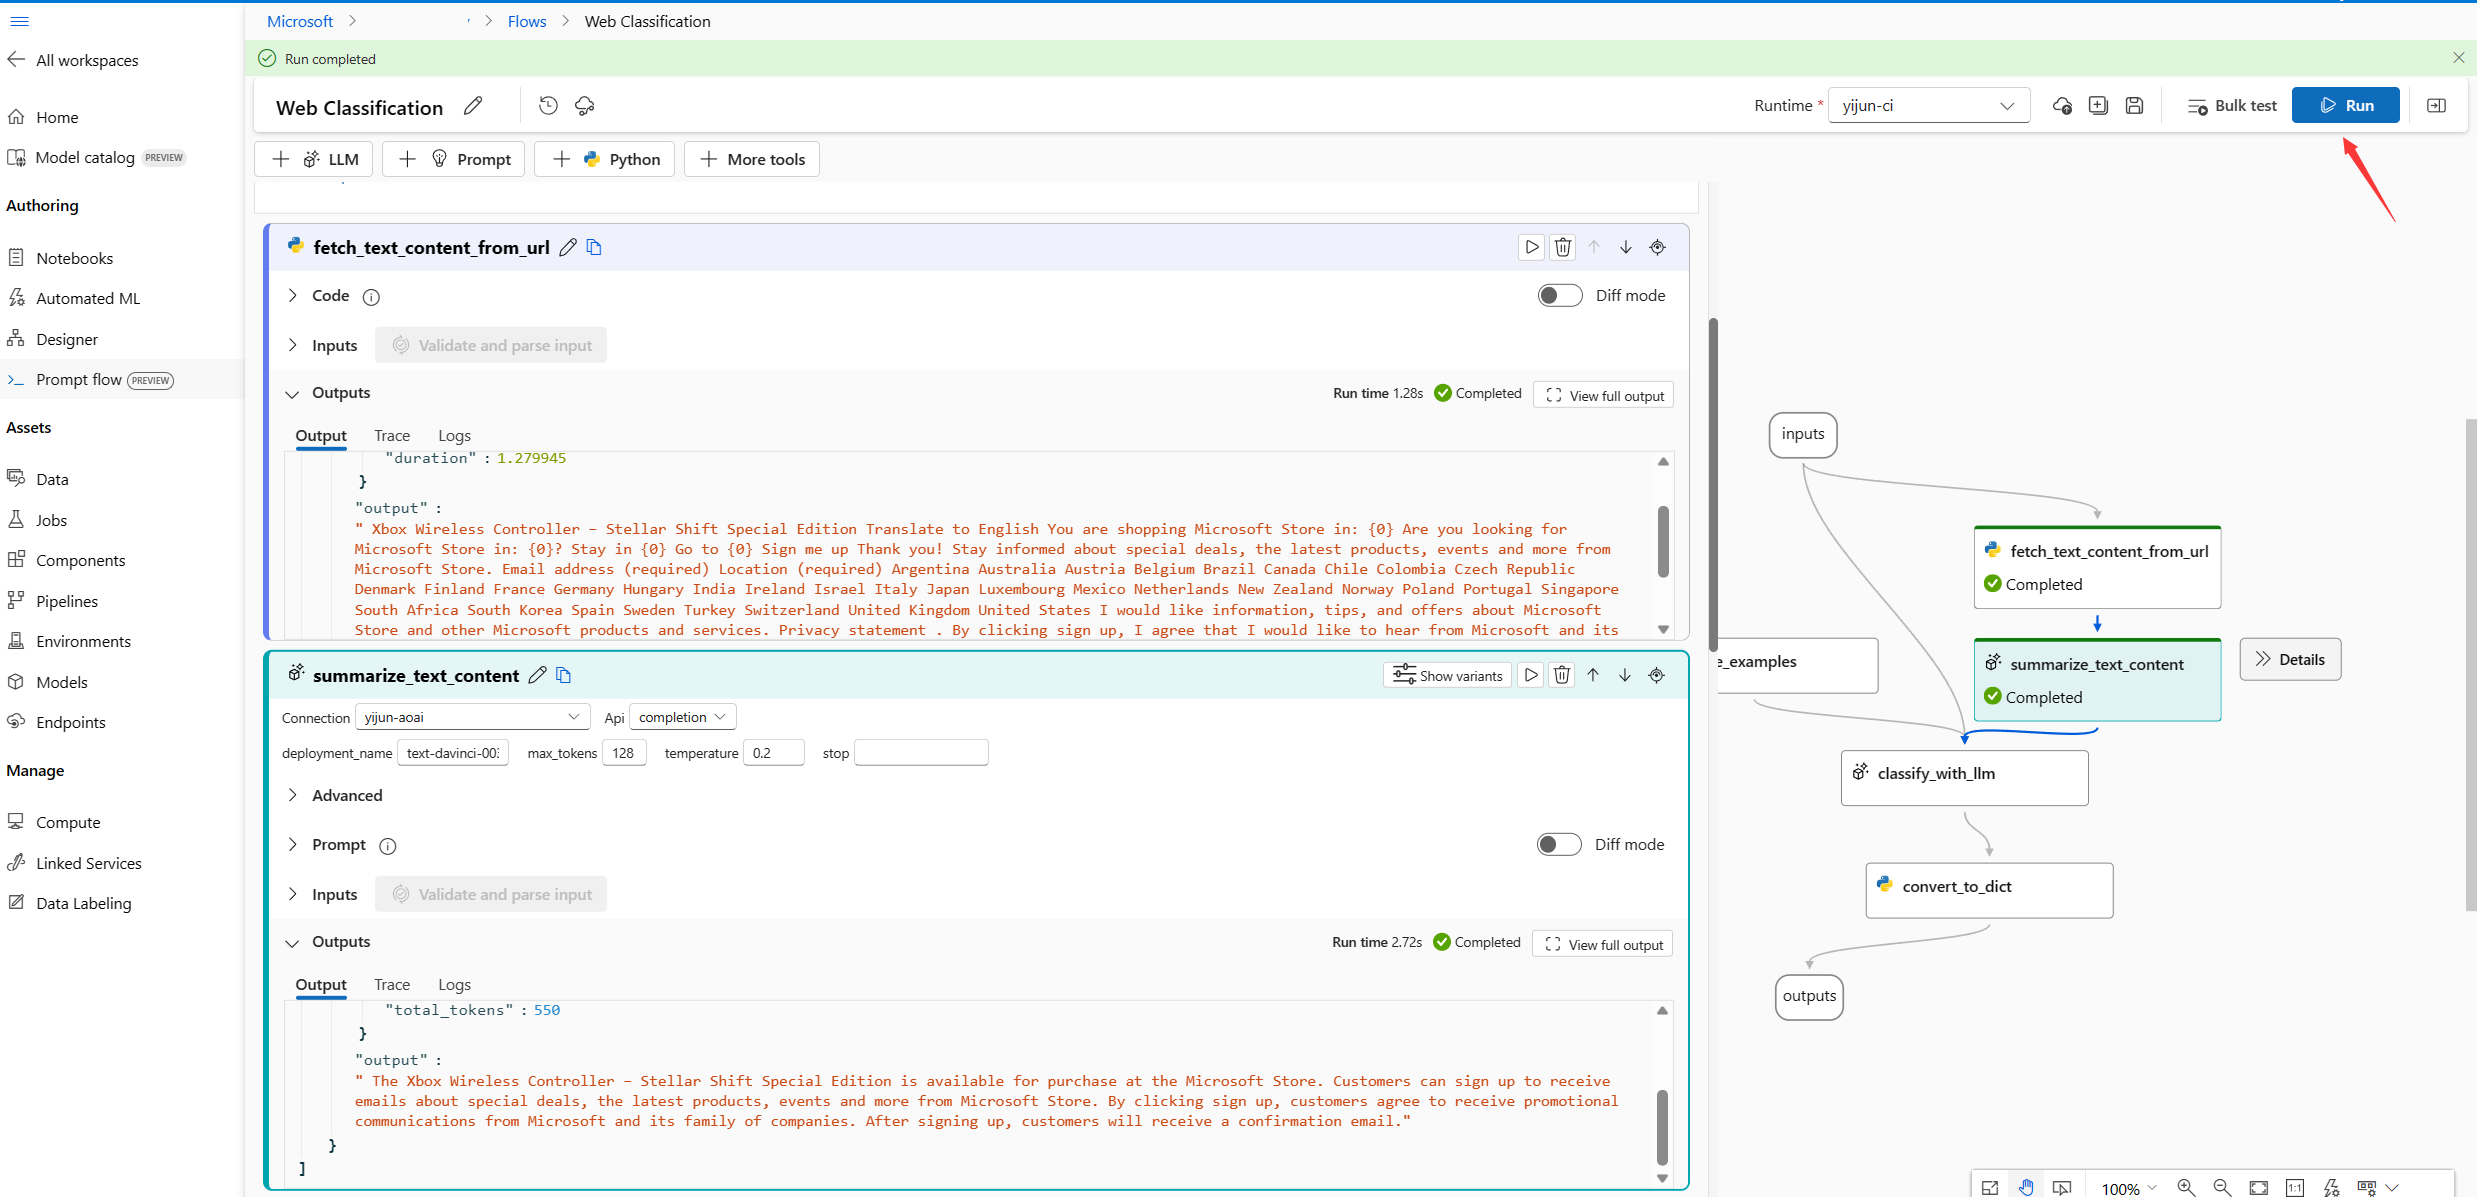 Microsoft > > Flows > Web Classification
All workspaces
Run completed
Home
Model catalog PREVIEW
Authoring
Notebooks
Automated ML
Designer
Prompt flow PREVIEW
Assets
Data
Jobs
Components
Pipelines
Environments
Models
Endpoints
Manage
Compute
Linked Services
Data Labeling
Web Classification
Runtime * yijun-ci
Bulk test
Run
+ LLM
+ Prompt
+ Python
+ More tools
fetch_text_content_from_url
Code
Diff mode
Inputs
Validate and parse input
Outputs
Run time 1.28s Completed
View full output
Output Trace Logs
"duration" : 1.279945
}
"output" :
" Xbox Wireless Controller – Stellar Shift Special Edition Translate to English You are shopping Microsoft Store in: {0} Are you looking for
Microsoft Store in: {0}? Stay in {0} Go to {0} Sign me up Thank you! Stay informed about special deals, the latest products, events and more from
Microsoft Store. Email address (required) Location (required) Argentina Australia Austria Belgium Brazil Canada Chile Colombia Czech Republic
Denmark Finland France Germany Hungary India Ireland Israel Italy Japan Luxembourg Mexico Netherlands New Zealand Norway Poland Portugal Singapore
South Africa South Korea Spain Sweden Turkey Switzerland United Kingdom United States I would like information, tips, and offers about Microsoft
Store and other Microsoft products and services. Privacy statement . By clicking sign up, I agree that I would like to hear from Microsoft and its
summarize_text_content
Show variants
Connection yijun-aoai
Api completion
deployment_name text-davinci-003
max_tokens 128
temperature 0.2
stop
Advanced
Prompt
Diff mode
Inputs
Validate and parse input
Outputs
Run time 2.72s Completed
View full output
Output Trace Logs
"total_tokens" : 550
}
"output" :
" The Xbox Wireless Controller – Stellar Shift Special Edition is available for purchase at the Microsoft Store. Customers can sign up to receive
emails about special deals, the latest products, events and more from Microsoft Store. By clicking sign up, customers agree to receive promotional
communications from Microsoft and its family of companies. After signing up, customers will receive a confirmation email."
}
]
inputs
fetch_text_content_from_url
Completed
e_examples
summarize_text_content
Completed
Details
classify_with_llm
convert_to_dict
outputs
100%
1:1